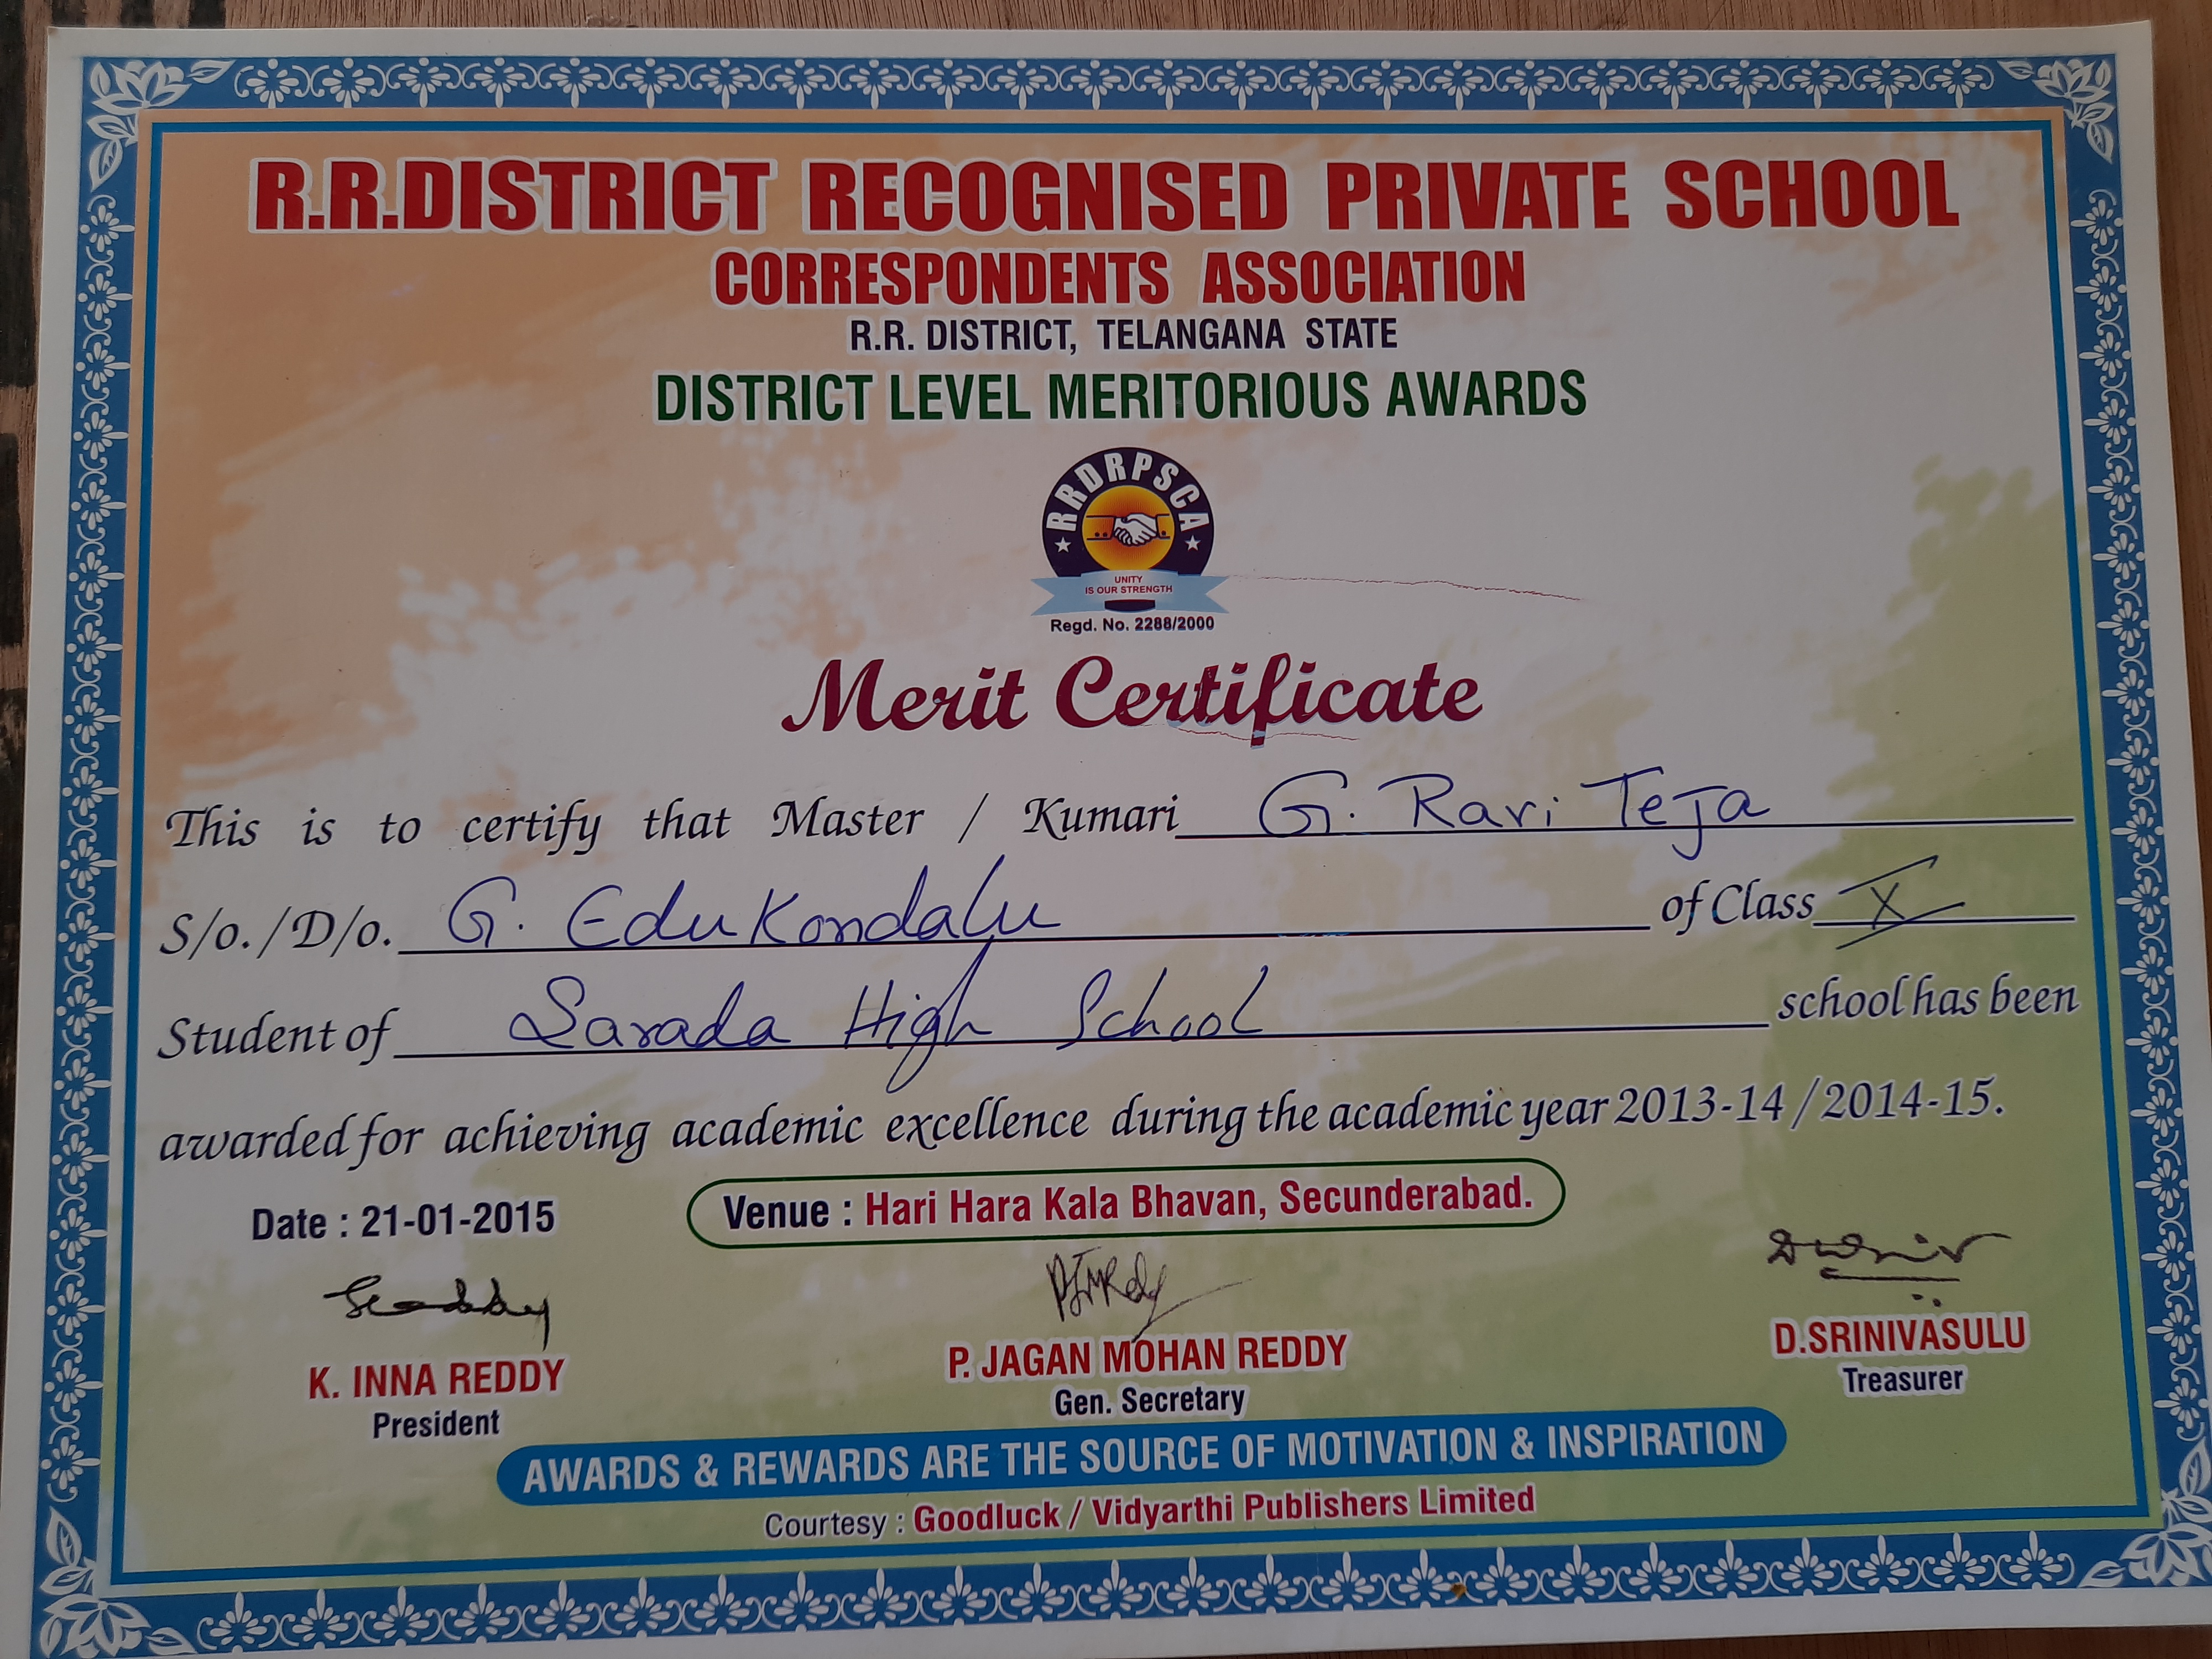 R.R.DISTRICT RECOGNISED PRIVATE SCHOOL
CORRESPONDENTS ASSOCIATION
R.R. DISTRICT, TELANGANA STATE
DISTRICT LEVEL MERITORIOUS AWARDS
RRDRPSCA
UNITY
IS OUR STRENGTH
Regd. No. 2288/2000
Merit Certificate
This is to certify that Master / Kumari G. Ravi Teja
S/o./D/o. G. Edukondalu of Class X
Student of Sarada High School school has been
awarded for achieving academic excellence during the academic year 2013-14 / 2014-15.
Date : 21-01-2015 Venue : Hari Hara Kala Bhavan, Secunderabad.
PJMReddy
K. INNA REDDY P. JAGAN MOHAN REDDY D.SRINIVASULU
President Gen. Secretary Treasurer
AWARDS & REWARDS ARE THE SOURCE OF MOTIVATION & INSPIRATION
Courtesy : Goodluck / Vidyarthi Publishers Limited